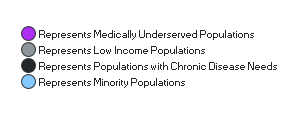 Represents Medically Underserved Populations
Represents Low Income Populations
Represents Populations with Chronic Disease Needs
Represents Minority Populations